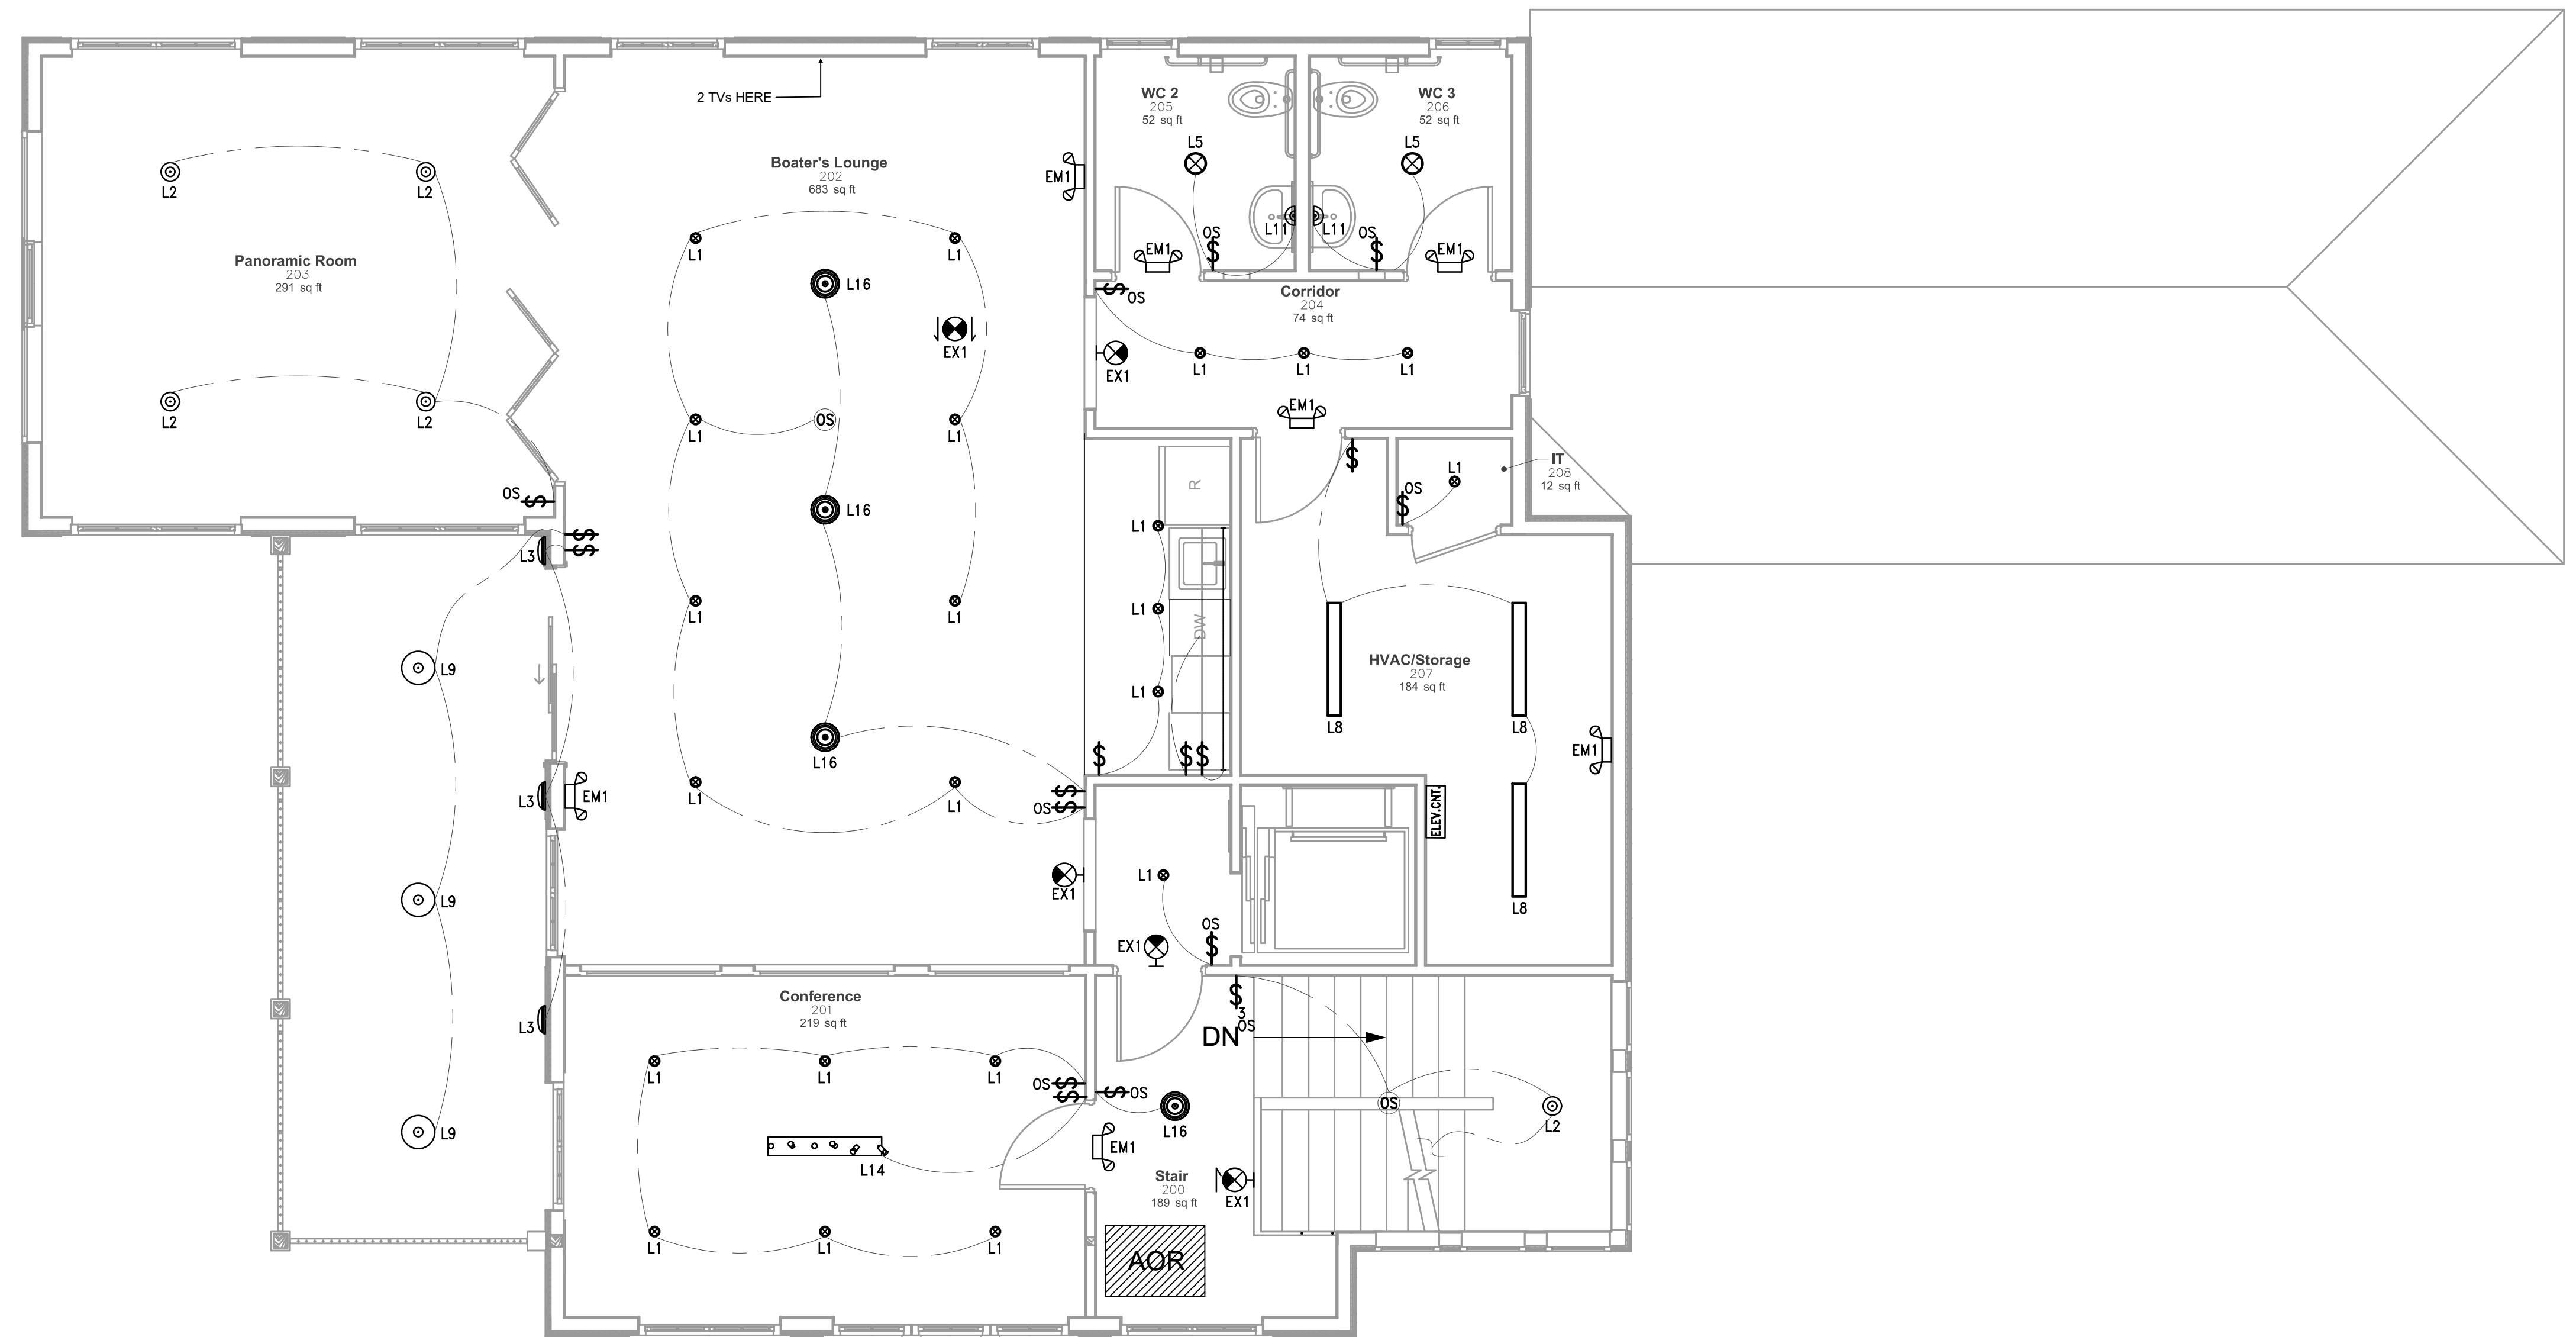 2 TVs HERE
WC 2
205
52 sq ft
WC 3
206
52 sq ft
L5
L5
Boater's Lounge
202
683 sq ft
EM1
L2
L2
L11
L11
OS
OS
EM1
EM1
L1
L1
Panoramic Room
203
291 sq ft
L16
Corridor
204
74 sq ft
$
$
$ OS
EX1
EX1
L1
L1
L1
L2
L2
L1
OS
L1
EM1
$
IT
208
12 sq ft
L1
OS
$
R
OS $
$
$
L3
L16
L1
L1
L1
L1
DW
L9
HVAC/Storage
207
184 sq ft
L1
L8
L8
L16
EM1
$
$$
L3
EM1
L1
L1
$
OS $
ELEV.CNT.
L1
EX1
L9
L8
EX1
OS
$
Conference
201
219 sq ft
$
3
OS
L3
DN
L1
L1
L1
OS $
$
$ OS
OS
L9
L14
L16
EM1
L2
Stair
200
189 sq ft
EX1
L1
L1
L1
AOR